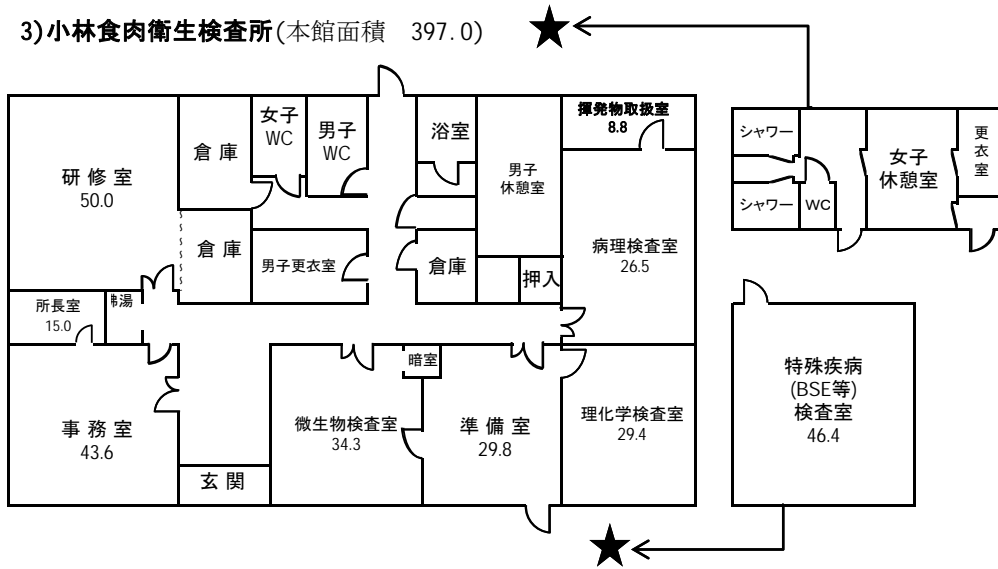 3)小林食肉衛生検査所(本館面積 397.0)
研修室
50.0
倉庫
女子
WC
男子
WC
浴室
男子
休憩室
揮発物取扱室
8.8
シャワー
シャワー
WC
女子
休憩室
更
衣
室
倉庫
男子更衣室
倉庫
押入
病理検査室
26.5
所長室
15.0
沸湯
事務室
43.6
玄関
微生物検査室
34.3
暗室
準備室
29.8
理化学検査室
29.4
特殊疾病
(BSE等)
検査室
46.4